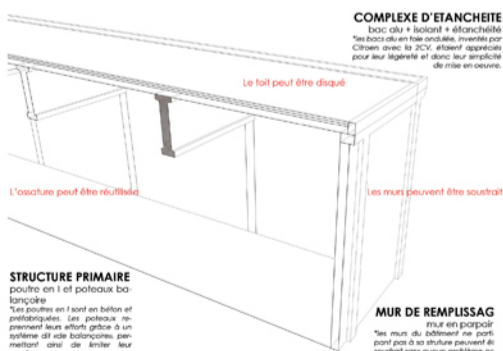 COMPLEXE D'ETANCHEITE
bac alu + isolant + étanchéité
"les bacs alu en tole ondulée, inventés par
Citroen avec la 2CV, étaient appréciés
pour leur légèreté et donc leur simplicité
de mise en oeuvre.
Le toit peut être disqué
L'ossature peut être réutilisée
Les murs peuvent être soustrait
STRUCTURE PRIMAIRE
poutre en I et poteaux ba-
lançoire
"Les poutres en I sont en béton et
préfabriquées. Les poteaux re-
prennent leurs efforts grâce à un
système dit «de balançoire», per-
mettant ainsi de limiter leur
MUR DE REMPLISSAG
mur en parpair
"les murs du bâtiment ne parti-
pant pas à sa struture peuvent êt